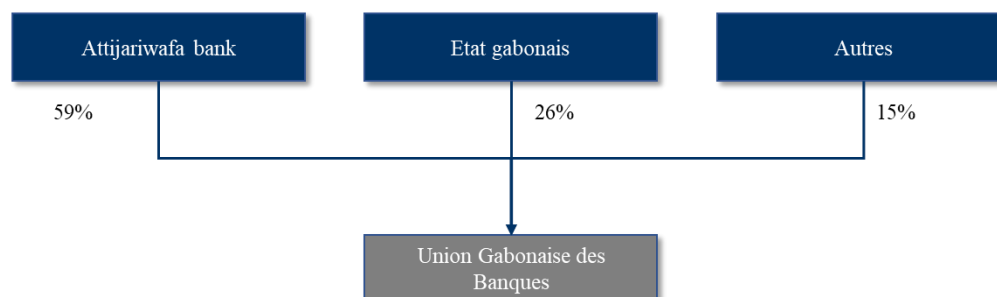 Attijariwafa bank
Etat gabonais
Autres
59%
26%
15%
Union Gabonaise des
Banques